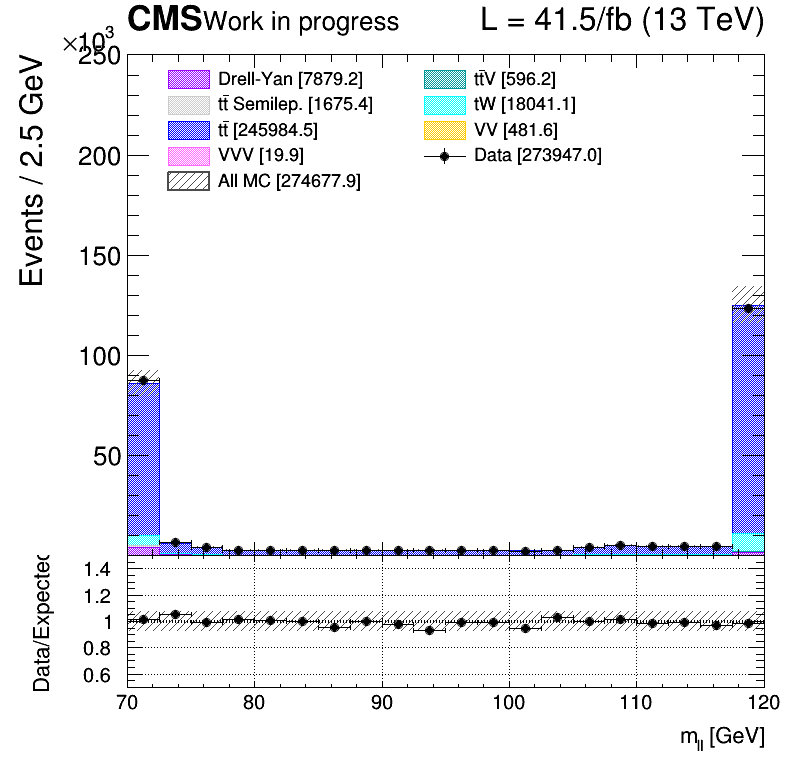 CMS Work in progress L = 41.5/fb (13 TeV)
×10³
Events / 2.5 GeV
250
200
150
100
50
Drell-Yan [7879.2]
tt̄ Semilep. [1675.4]
tt̄ [245984.5]
VVV [19.9]
All MC [274677.9]
tt̄V [596.2]
tW [18041.1]
VV [481.6]
Data [273947.0]
Data/Expected
1.4
1.2
1
0.8
0.6
70 80 90 100 110 120
m_ll [GeV]